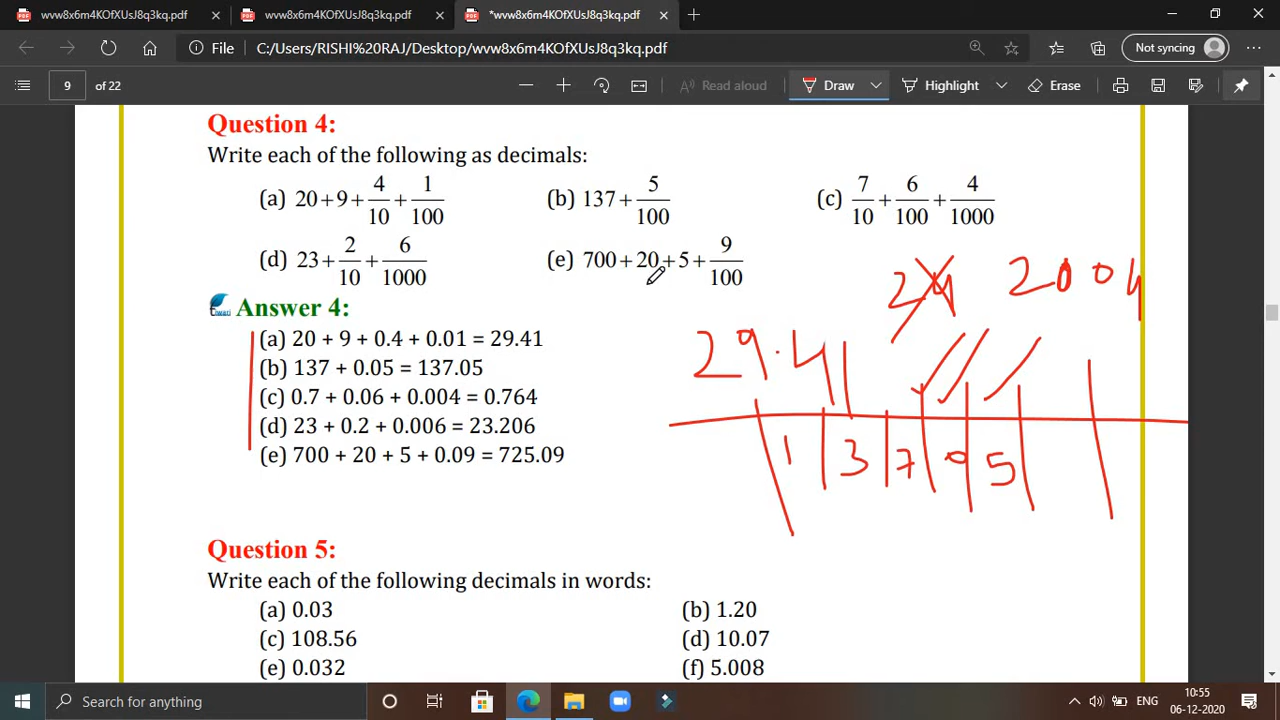 wvw8x6m4KOfXUsJ8q3kq.pdf
wvw8x6m4KOfXUsJ8q3kq.pdf
*wvw8x6m4KOfXUsJ8q3kq.pdf
File C:/Users/RISHI%20RAJ/Desktop/wvw8x6m4KOfXUsJ8q3kq.pdf Not syncing
9 of 22 Read aloud Draw Highlight Erase
Question 4:
Write each of the following as decimals:
(a) 20+9+4/10+1/100 (b) 137+5/100 (c) 7/10+6/100+4/1000
(d) 23+2/10+6/1000 (e) 700+20+5+9/100
Answer 4:
(a) 20 + 9 + 0.4 + 0.01 = 29.41
(b) 137 + 0.05 = 137.05
(c) 0.7 + 0.06 + 0.004 = 0.764
(d) 23 + 0.2 + 0.006 = 23.206
(e) 700 + 20 + 5 + 0.09 = 725.09
2004
29.41
1 3 7 0 5
Question 5:
Write each of the following decimals in words:
(a) 0.03 (b) 1.20
(c) 108.56 (d) 10.07
(e) 0.032 (f) 5.008
Type here to search
ENG 10:55
06-12-2020